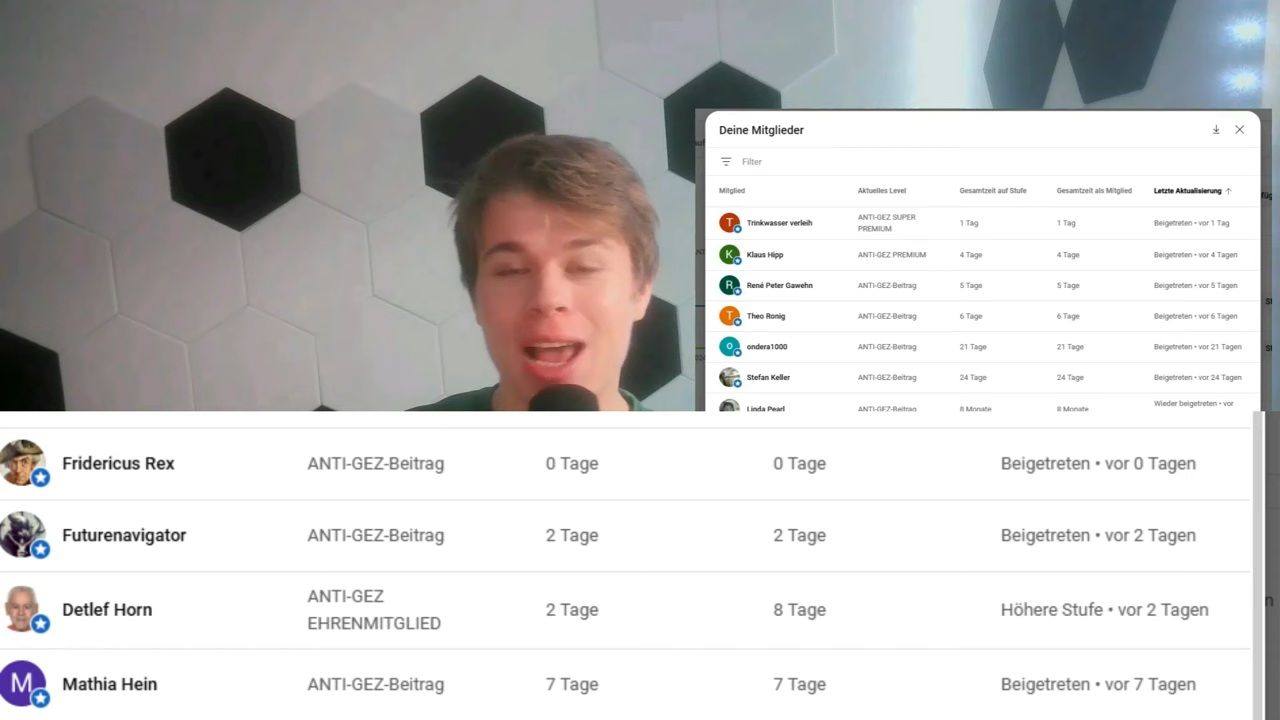 Deine Mitglieder
Filter
Mitglied Aktuelles Level Gesamtzeit auf Stufe Gesamtzeit als Mitglied Letzte Aktualisierung
T Trinkwasser verleih ANTI-GEZ SUPER PREMIUM 1 Tag 1 Tag Beigetreten • vor 1 Tag
K Klaus Hipp ANTI-GEZ PREMIUM 4 Tage 4 Tage Beigetreten • vor 4 Tagen
R René Peter Gawehn ANTI-GEZ-Beitrag 5 Tage 5 Tage Beigetreten • vor 5 Tagen
T Theo Ronig ANTI-GEZ-Beitrag 6 Tage 6 Tage Beigetreten • vor 6 Tagen
o ondera1000 ANTI-GEZ-Beitrag 21 Tage 21 Tage Beigetreten • vor 21 Tagen
Stefan Keller ANTI-GEZ-Beitrag 24 Tage 24 Tage Beigetreten • vor 24 Tagen
Linda Pearl ANTI-GEZ-Beitrag 8 Monate 8 Monate Wieder beigetreten • vor
Fridericus Rex ANTI-GEZ-Beitrag 0 Tage 0 Tage Beigetreten • vor 0 Tagen
Futurenavigator ANTI-GEZ-Beitrag 2 Tage 2 Tage Beigetreten • vor 2 Tagen
Detlef Horn ANTI-GEZ EHRENMITGLIED 2 Tage 8 Tage Höhere Stufe • vor 2 Tagen
M Mathia Hein ANTI-GEZ-Beitrag 7 Tage 7 Tage Beigetreten • vor 7 Tagen